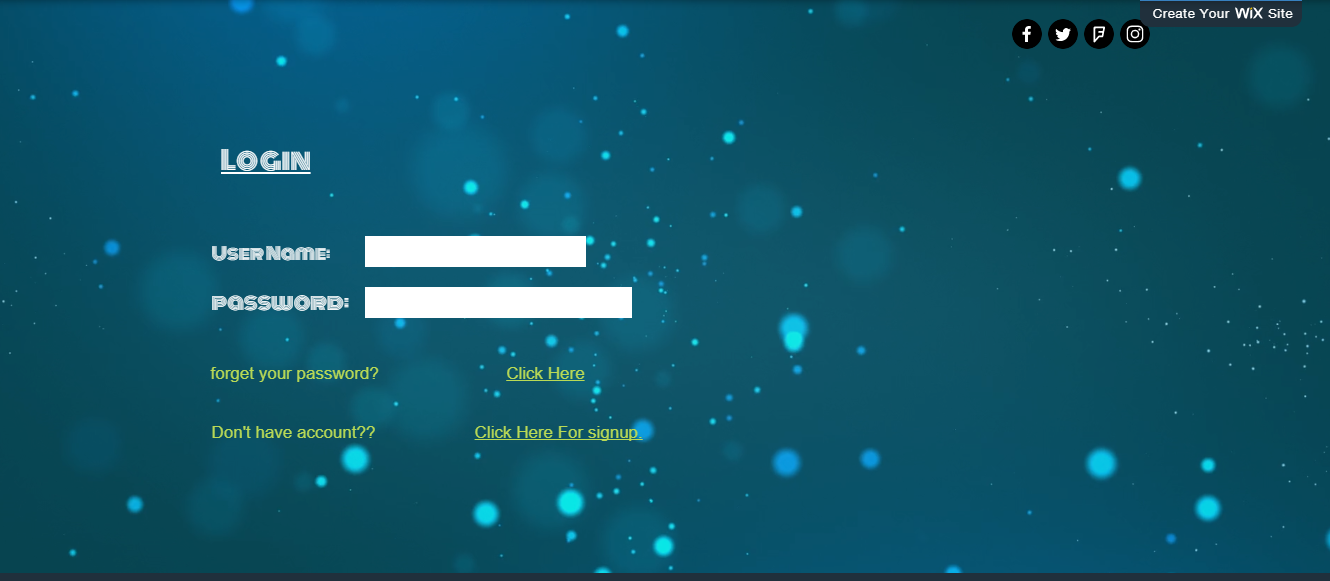 Create Your WiX Site
Login
User Name:
PASSWORD:
forget your password? Click Here
Don't have account?? Click Here For signup.